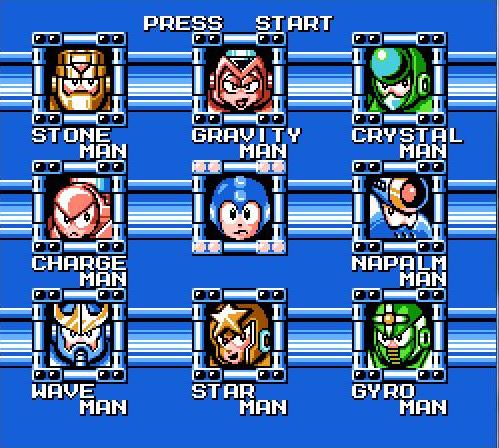 PRESS START
STONE MAN
GRAVITY MAN
CRYSTAL MAN
CHARGE MAN
NAPALM MAN
WAVE MAN
STAR MAN
GYRO MAN